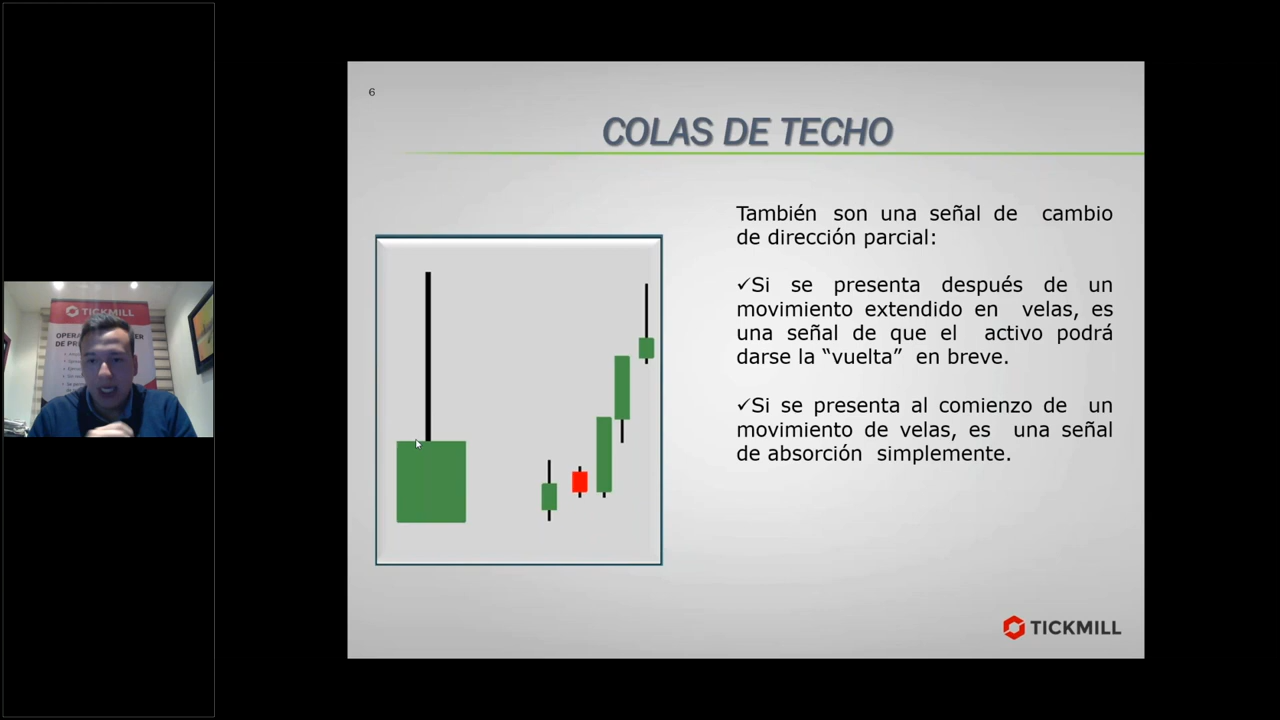 6
COLAS DE TECHO
También son una señal de cambio
de dirección parcial:
✓Si se presenta después de un
movimiento extendido en velas, es
una señal de que el activo podrá
darse la “vuelta” en breve.
✓Si se presenta al comienzo de un
movimiento de velas, es una señal
de absorción simplemente.
TICKMILL
TICKMILL